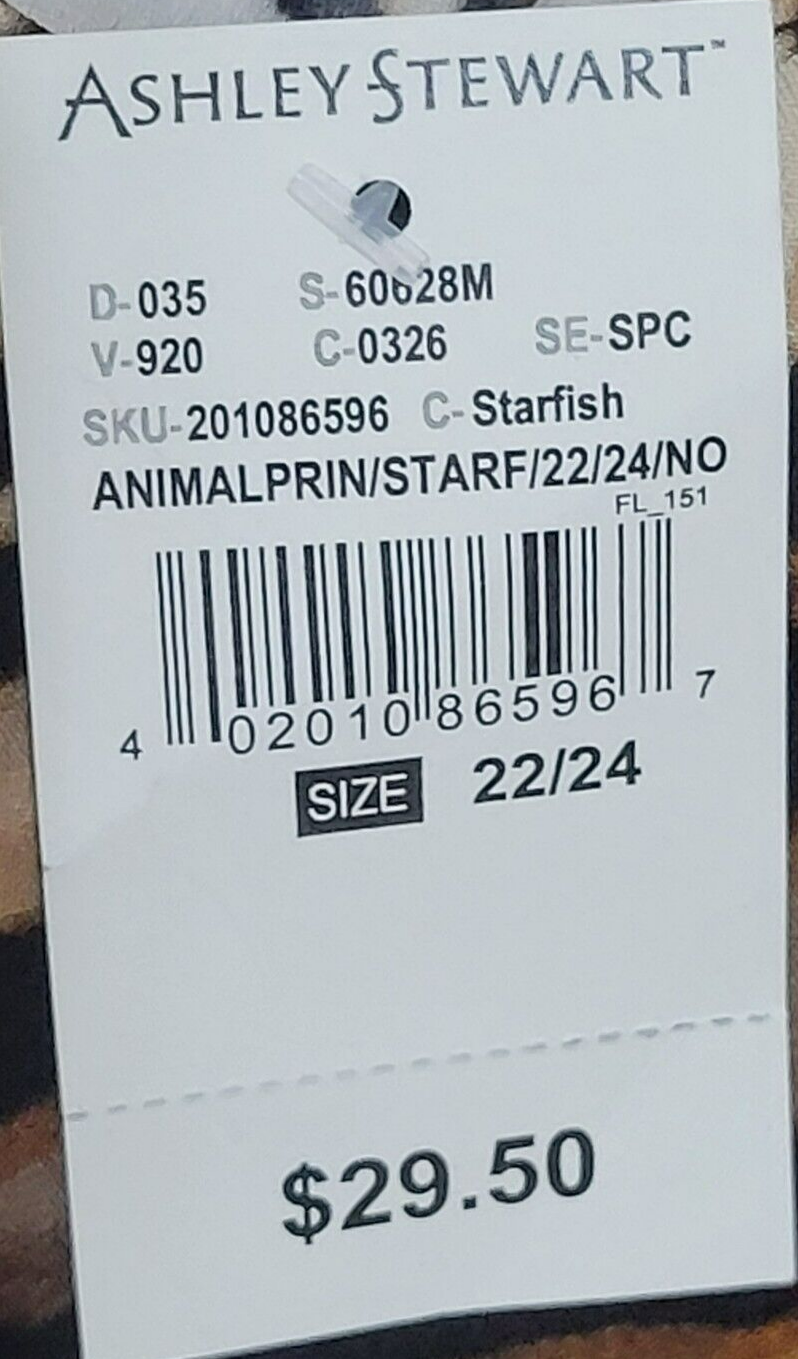 ASHLEY STEWART™
D-035 S-60628M
V-920 C-0326 SE-SPC
SKU-201086596 C-Starfish
ANIMALPRIN/STARF/22/24/NO
FL_151
4 02010 86596 7
SIZE 22/24
$29.50